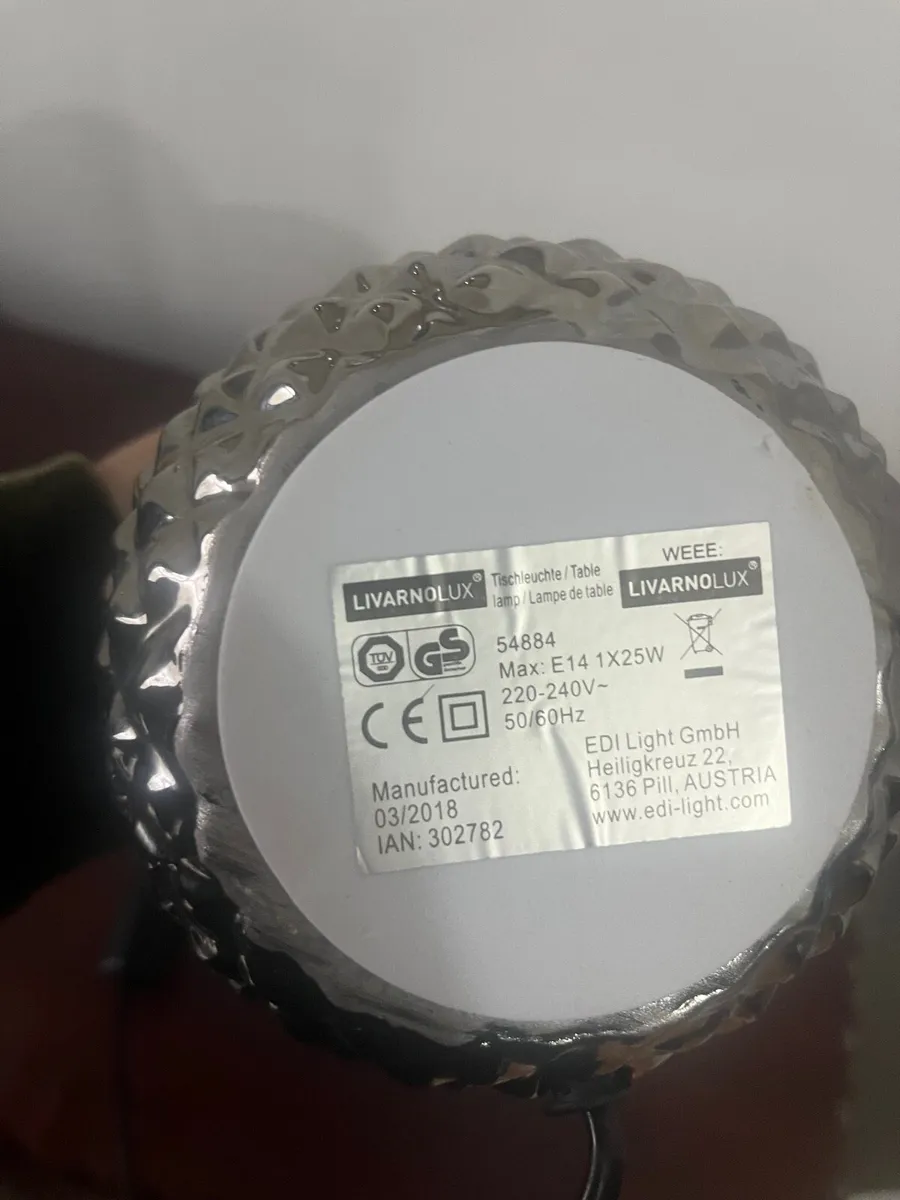 WEEE:
LIVARNOLUX®
Tischleuchte / Table
lamp / Lampe de table
LIVARNOLUX®
TÜV
GS
54884
Max: E14 1X25W
220-240V~
50/60Hz
CE
EDI Light GmbH
Heiligkreuz 22,
6136 Pill, AUSTRIA
www.edi-light.com
Manufactured:
03/2018
IAN: 302782